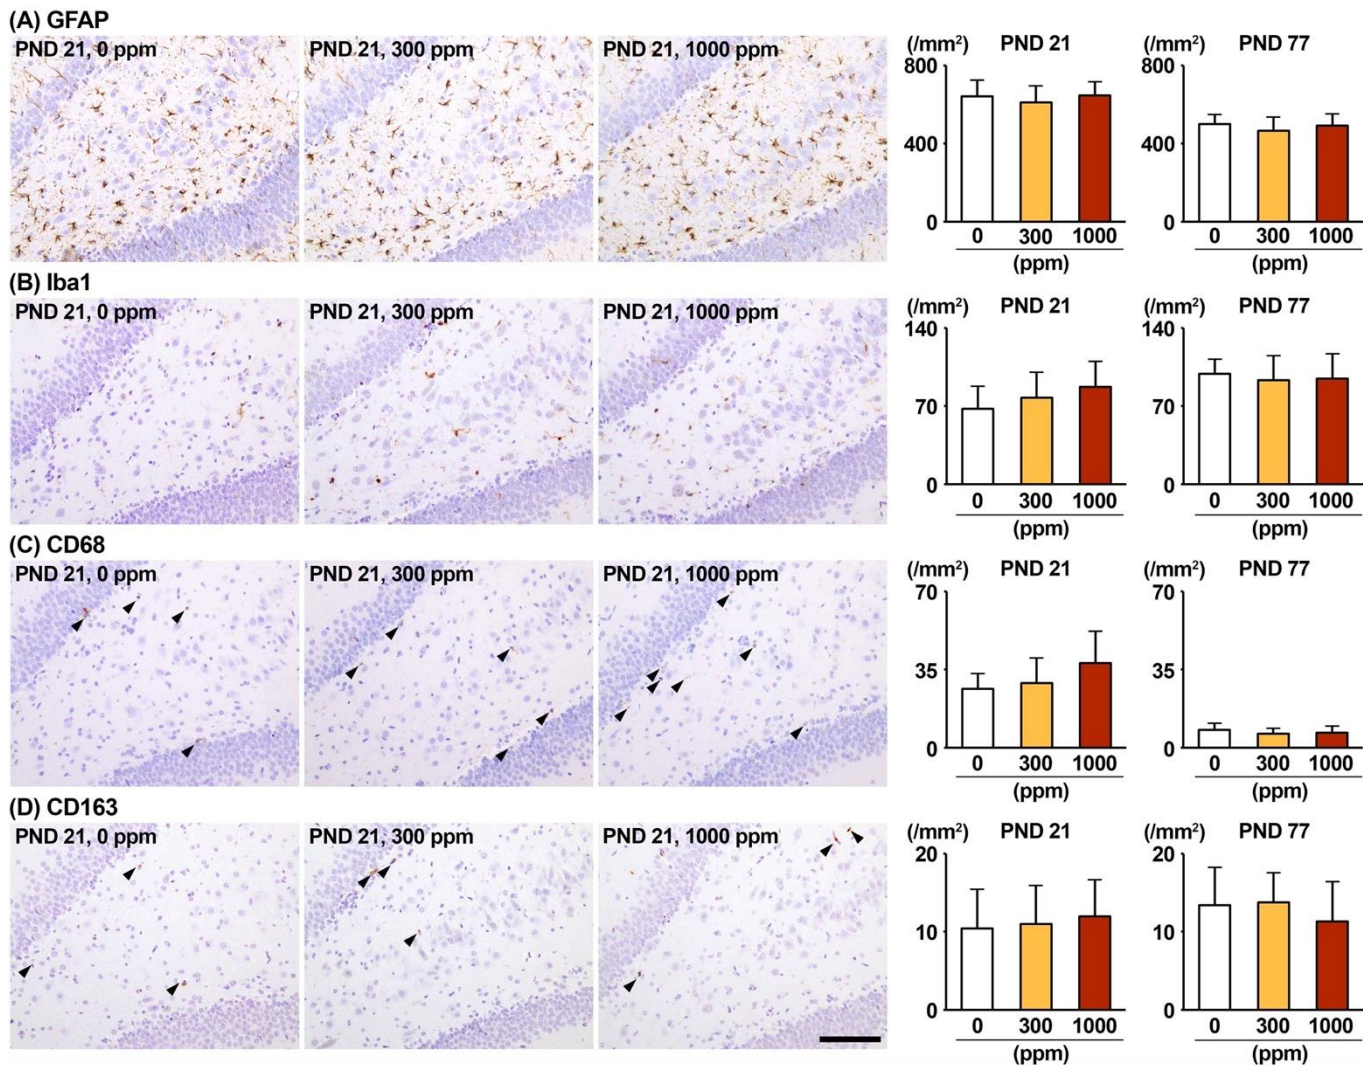 (A) GFAP
PND 21, 0 ppm
PND 21, 300 ppm
PND 21, 1000 ppm
(/mm²) PND 21
800
400
0
0 300 1000
(ppm)
(/mm²) PND 77
800
400
0
0 300 1000
(ppm)
(B) Iba1
PND 21, 0 ppm
PND 21, 300 ppm
PND 21, 1000 ppm
(/mm²) PND 21
140
70
0
0 300 1000
(ppm)
(/mm²) PND 77
140
70
0
0 300 1000
(ppm)
(C) CD68
PND 21, 0 ppm
PND 21, 300 ppm
PND 21, 1000 ppm
(/mm²) PND 21
70
35
0
0 300 1000
(ppm)
(/mm²) PND 77
70
35
0
0 300 1000
(ppm)
(D) CD163
PND 21, 0 ppm
PND 21, 300 ppm
PND 21, 1000 ppm
(/mm²) PND 21
20
10
0
0 300 1000
(ppm)
(/mm²) PND 77
20
10
0
0 300 1000
(ppm)